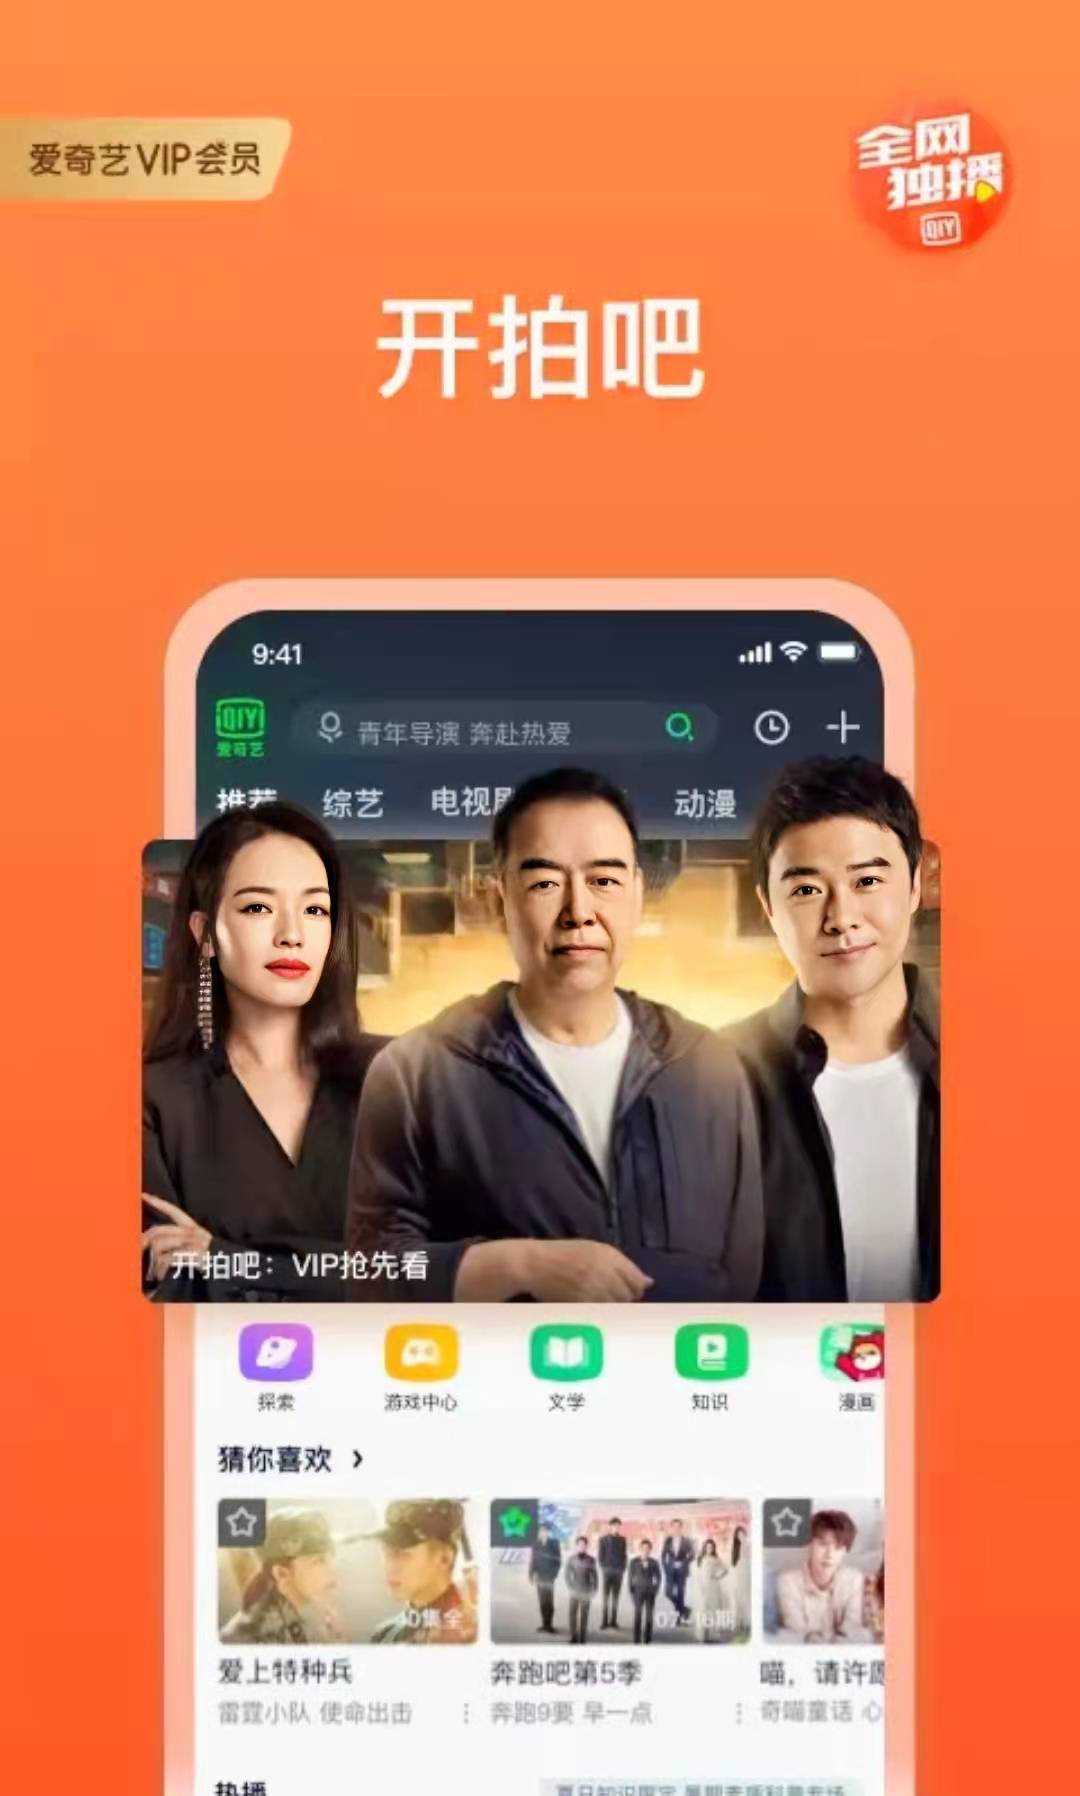 爱奇艺VIP会员
全网
独播
QIY
开拍吧
9:41
QIY
爱奇艺
青年导演 奔赴热爱
推荐 综艺 电视剧 动漫
开拍吧：VIP抢先看
探索 游戏中心 文学 知识 漫画
猜你喜欢 ›
40集全 07-16期
爱上特种兵 奔跑吧第5季 喵，请许愿
雷霆小队 使命出击 奔跑9要 早一点 奇喵童话 心
热播